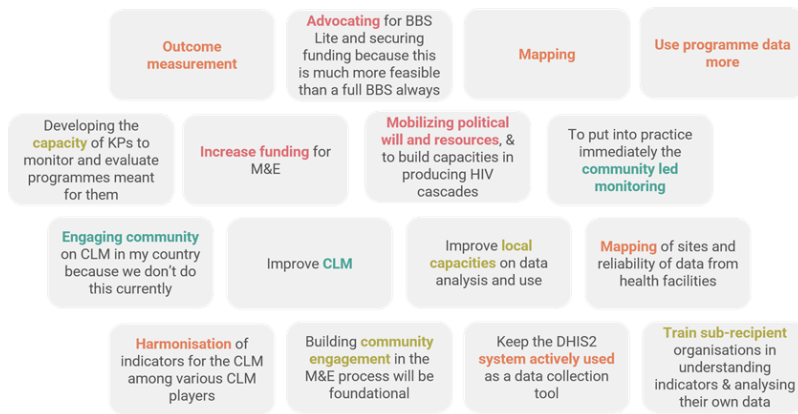 Outcome
measurement
Advocating for BBS
Lite and securing
funding because this
is much more feasible
than a full BBS always
Mapping
Use programme data
more
Developing the
capacity of KPs to
monitor and evaluate
programmes meant
for them
Increase funding for
M&E
Mobilizing political
will and resources, &
to build capacities in
producing HIV
cascades
To put into practice
immediately the
community led
monitoring
Engaging community
on CLM in my country
because we don't do
this currently
Improve CLM
Improve local
capacities on data
analysis and use
Mapping of sites and
reliability of data from
health facilities
Harmonisation of
indicators for the CLM
among various CLM
players
Building community
engagement in the
M&E process will be
foundational
Keep the DHIS2
system actively used
as a data collection
tool
Train sub-recipient
organisations in
understanding
indicators & analysing
their own data